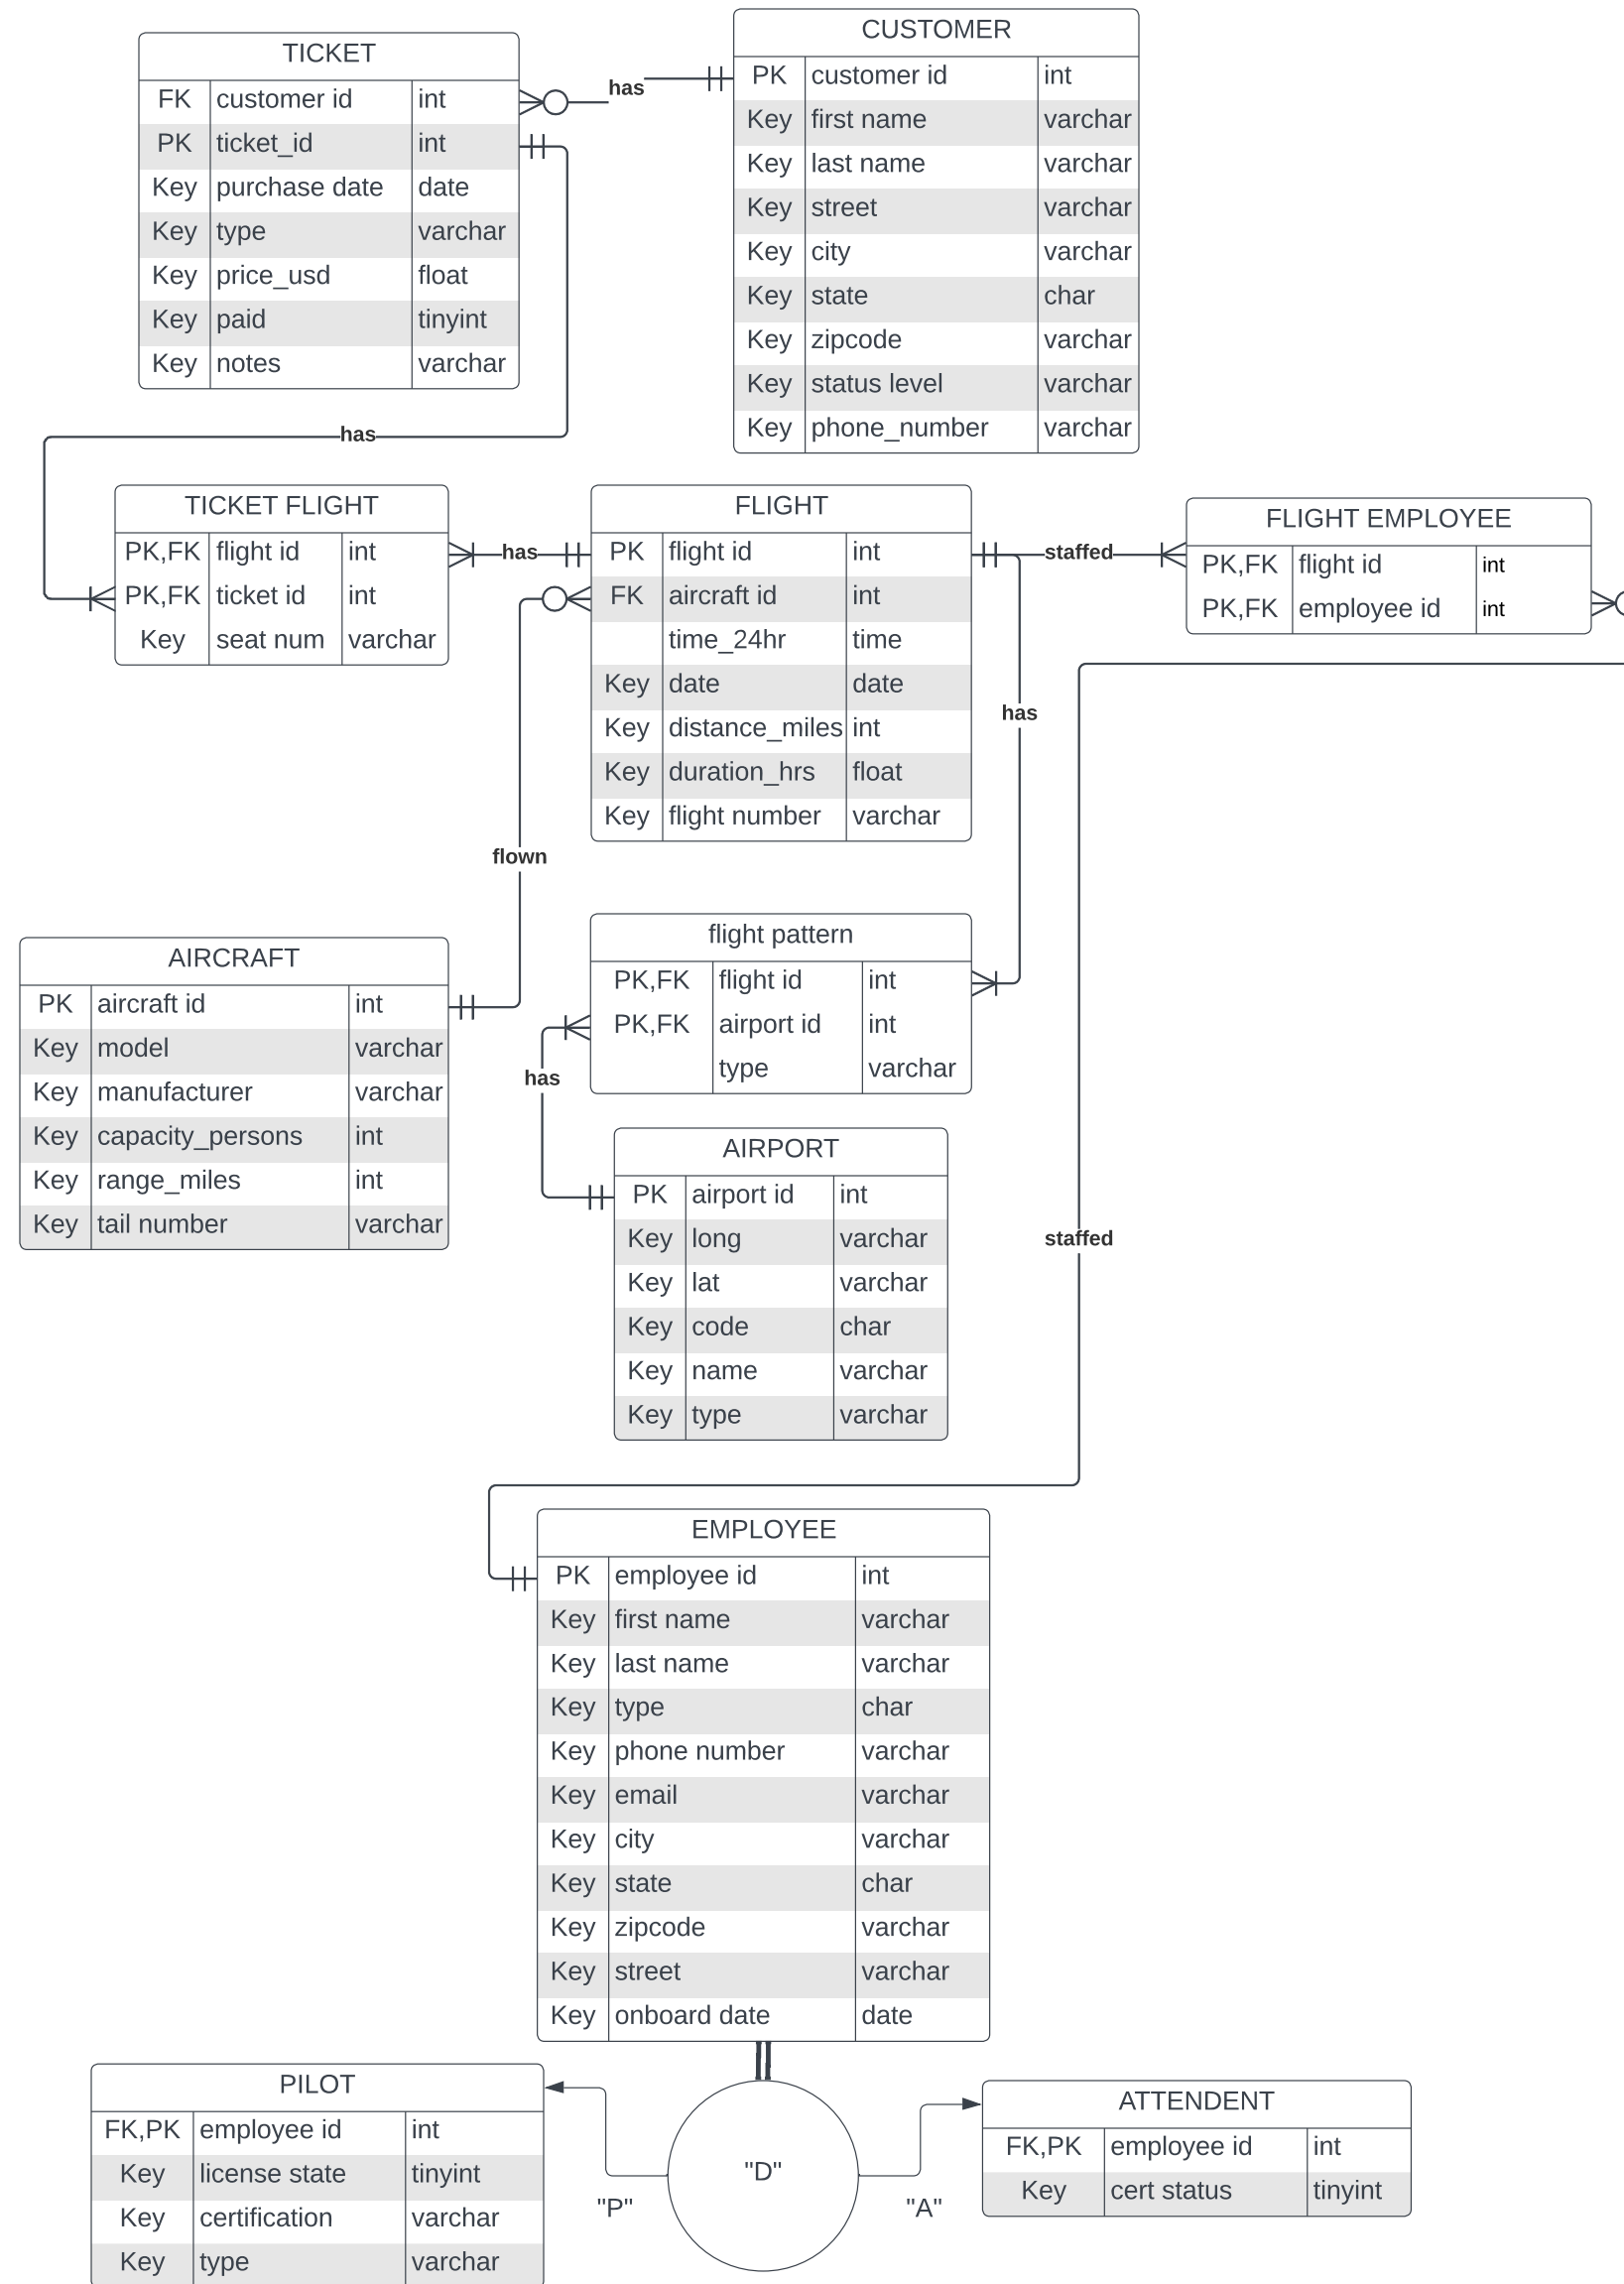 TICKET
FK customer id int
PK ticket_id int
Key purchase date date
Key type varchar
Key price_usd float
Key paid tinyint
Key notes varchar
has
CUSTOMER
PK customer id int
Key first name varchar
Key last name varchar
Key street varchar
Key city varchar
Key state char
Key zipcode varchar
Key status level varchar
Key phone_number varchar
has
TICKET FLIGHT
PK,FK flight id int
PK,FK ticket id int
Key seat num varchar
has
FLIGHT
PK flight id int
FK aircraft id int
time_24hr time
Key date date
Key distance_miles int
Key duration_hrs float
Key flight number varchar
staffed
FLIGHT EMPLOYEE
PK,FK flight id int
PK,FK employee id int
has
flown
AIRCRAFT
PK aircraft id int
Key model varchar
Key manufacturer varchar
Key capacity_persons int
Key range_miles int
Key tail number varchar
flight pattern
PK,FK flight id int
PK,FK airport id int
type varchar
has
AIRPORT
PK airport id int
Key long varchar
Key lat varchar
Key code char
Key name varchar
Key type varchar
staffed
EMPLOYEE
PK employee id int
Key first name varchar
Key last name varchar
Key type char
Key phone number varchar
Key email varchar
Key city varchar
Key state char
Key zipcode varchar
Key street varchar
Key onboard date date
PILOT
FK,PK employee id int
Key license state tinyint
Key certification varchar
Key type varchar
"P"
"D"
"A"
ATTENDENT
FK,PK employee id int
Key cert status tinyint